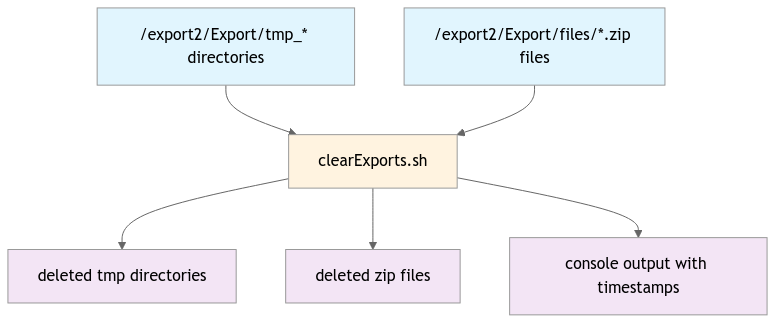 /export2/Export/tmp_*
directories
/export2/Export/files/*.zip
files
clearExports.sh
deleted tmp directories
deleted zip files
console output with
timestamps